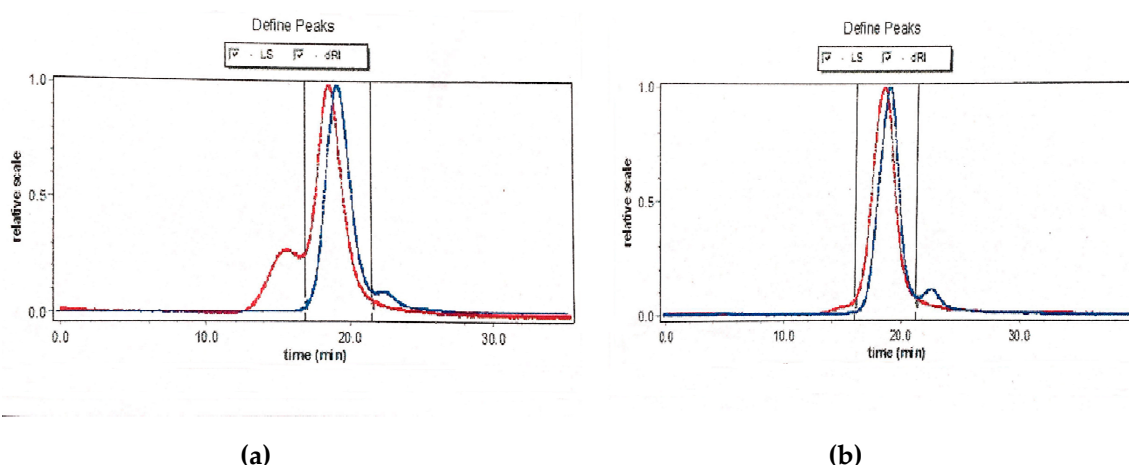 Define Peaks
- LS - dRI
1.0
0.5
0.0
relative scale
0.0 10.0 20.0 30.0
time (min)
(a)
Define Peaks
- LS - dRI
1.0
0.5
0.0
relative scale
0.0 10.0 20.0 30.0
time (min)
(b)